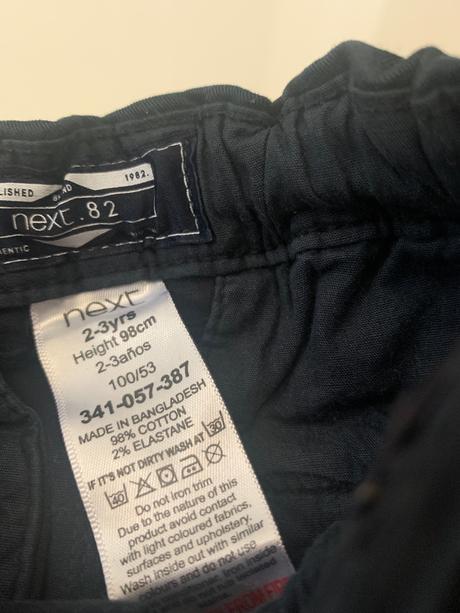 LISHED
1982.
next.82
ENTIC
next
2-3yrs
Height 98cm
2-3años
100/53
341-057-387
MADE IN BANGLADESH
98% COTTON
2% ELASTANE
IF IT'S NOT DIRTY WASH AT 30
40
Do not iron trim
Due to the nature of this
product avoid contact
with light coloured fabrics,
surfaces and upholstery.
Wash inside out with similar
colours and do not use